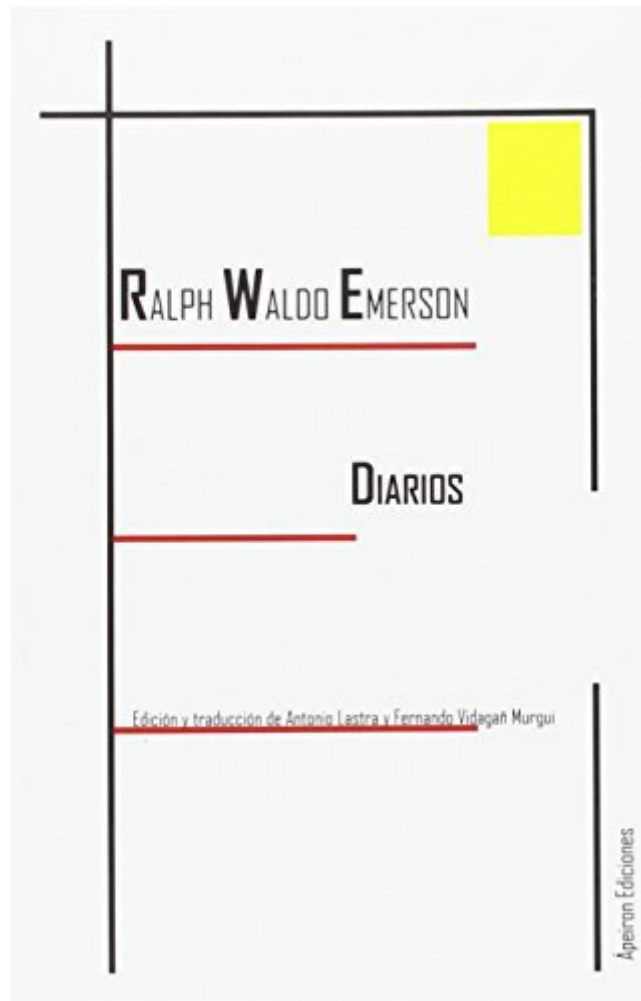 RALPH WALDO EMERSON
DIARIOS
Edición y traducción de Antonio Lastra y Fernando Vidagañ Murgui
Ápeiron Ediciones